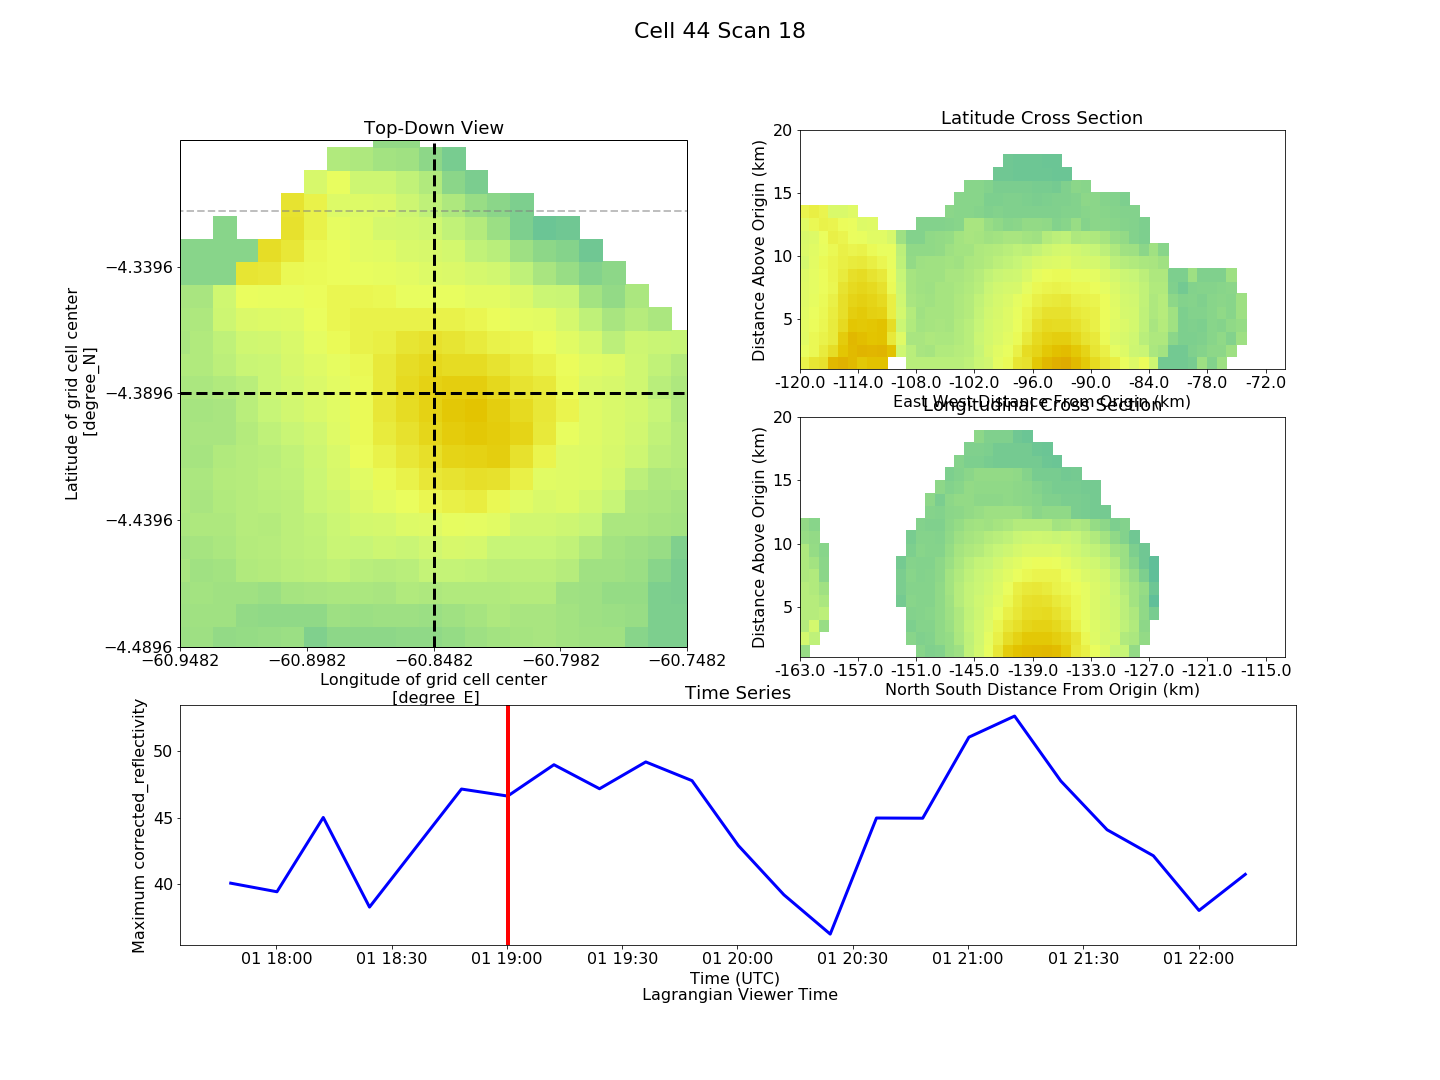 Cell 44 Scan 18
Top-Down View
Latitude of grid cell center
[degree_N]
−4.3396
−4.3896
−4.4396
−4.4896
−60.9482 −60.8982 −60.8482 −60.7982 −60.7482
Longitude of grid cell center
[degree_E]
Latitude Cross Section
Distance Above Origin (km)
20
15
10
5
-120.0 -114.0 -108.0 -102.0 -96.0 -90.0 -84.0 -78.0 -72.0
East West Distance From Origin (km)
Longitudinal Cross Section
Distance Above Origin (km)
20
15
10
5
-163.0 -157.0 -151.0 -145.0 -139.0 -133.0 -127.0 -121.0 -115.0
North South Distance From Origin (km)
Time Series
Maximum corrected_reflectivity
50
45
40
01 18:00 01 18:30 01 19:00 01 19:30 01 20:00 01 20:30 01 21:00 01 21:30 01 22:00
Time (UTC)
Lagrangian Viewer Time